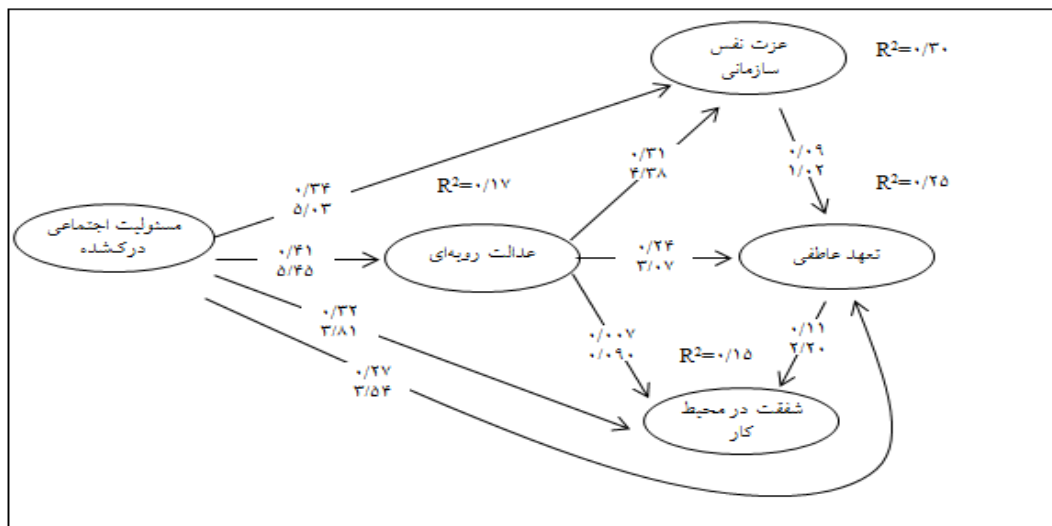 عزت نفس
سازمانی
R²=۰/۳۰
۰/۳۱
۴/۳۸
۰/۰۹
۱/۰۲
۰/۳۴
۵/۰۳
R²=۰/۱۷
R²=۰/۲۵
مسئولیت اجتماعی
درک‌شده
۰/۴۱
۵/۴۵
عدالت رویه‌ای
۰/۲۴
۳/۰۷
تعهد عاطفی
۰/۳۲
۳/۸۱
۰/۰۰۷
۰/۰۹۰
۰/۱۱
۲/۲۰
R²=۰/۱۵
۰/۲۷
۳/۵۴
شفقت در محیط
کار